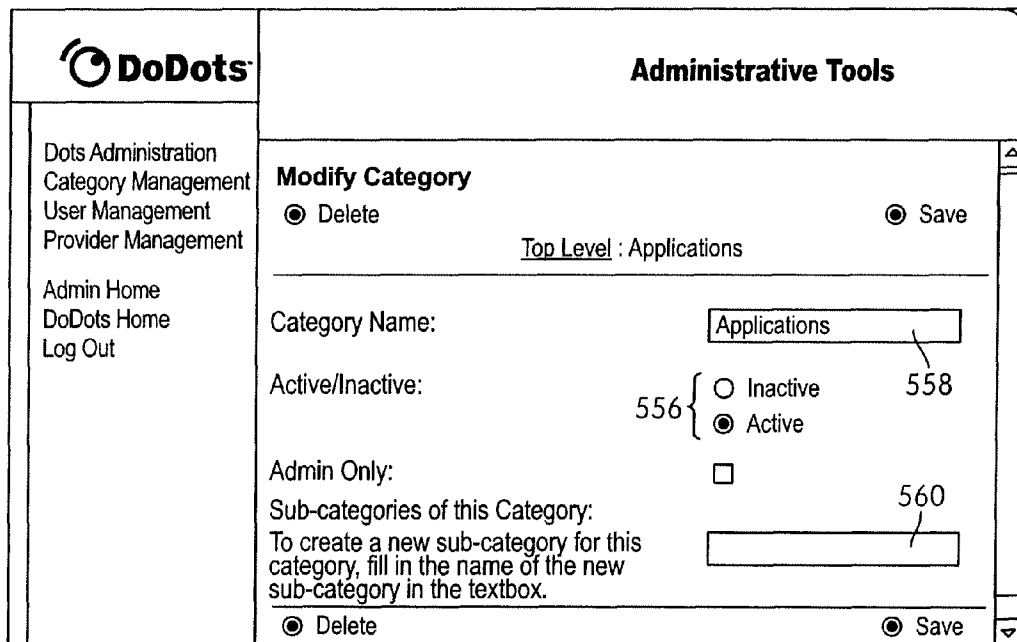 DoDots
Administrative Tools
Dots Administration
Category Management
User Management
Provider Management
Admin Home
DoDots Home
Log Out
Modify Category
Delete
Save
Top Level : Applications
Category Name:
Applications
558
Active/Inactive:
556
Inactive
Active
Admin Only:
560
Sub-categories of this Category:
To create a new sub-category for this
category, fill in the name of the new
sub-category in the textbox.
Delete
Save